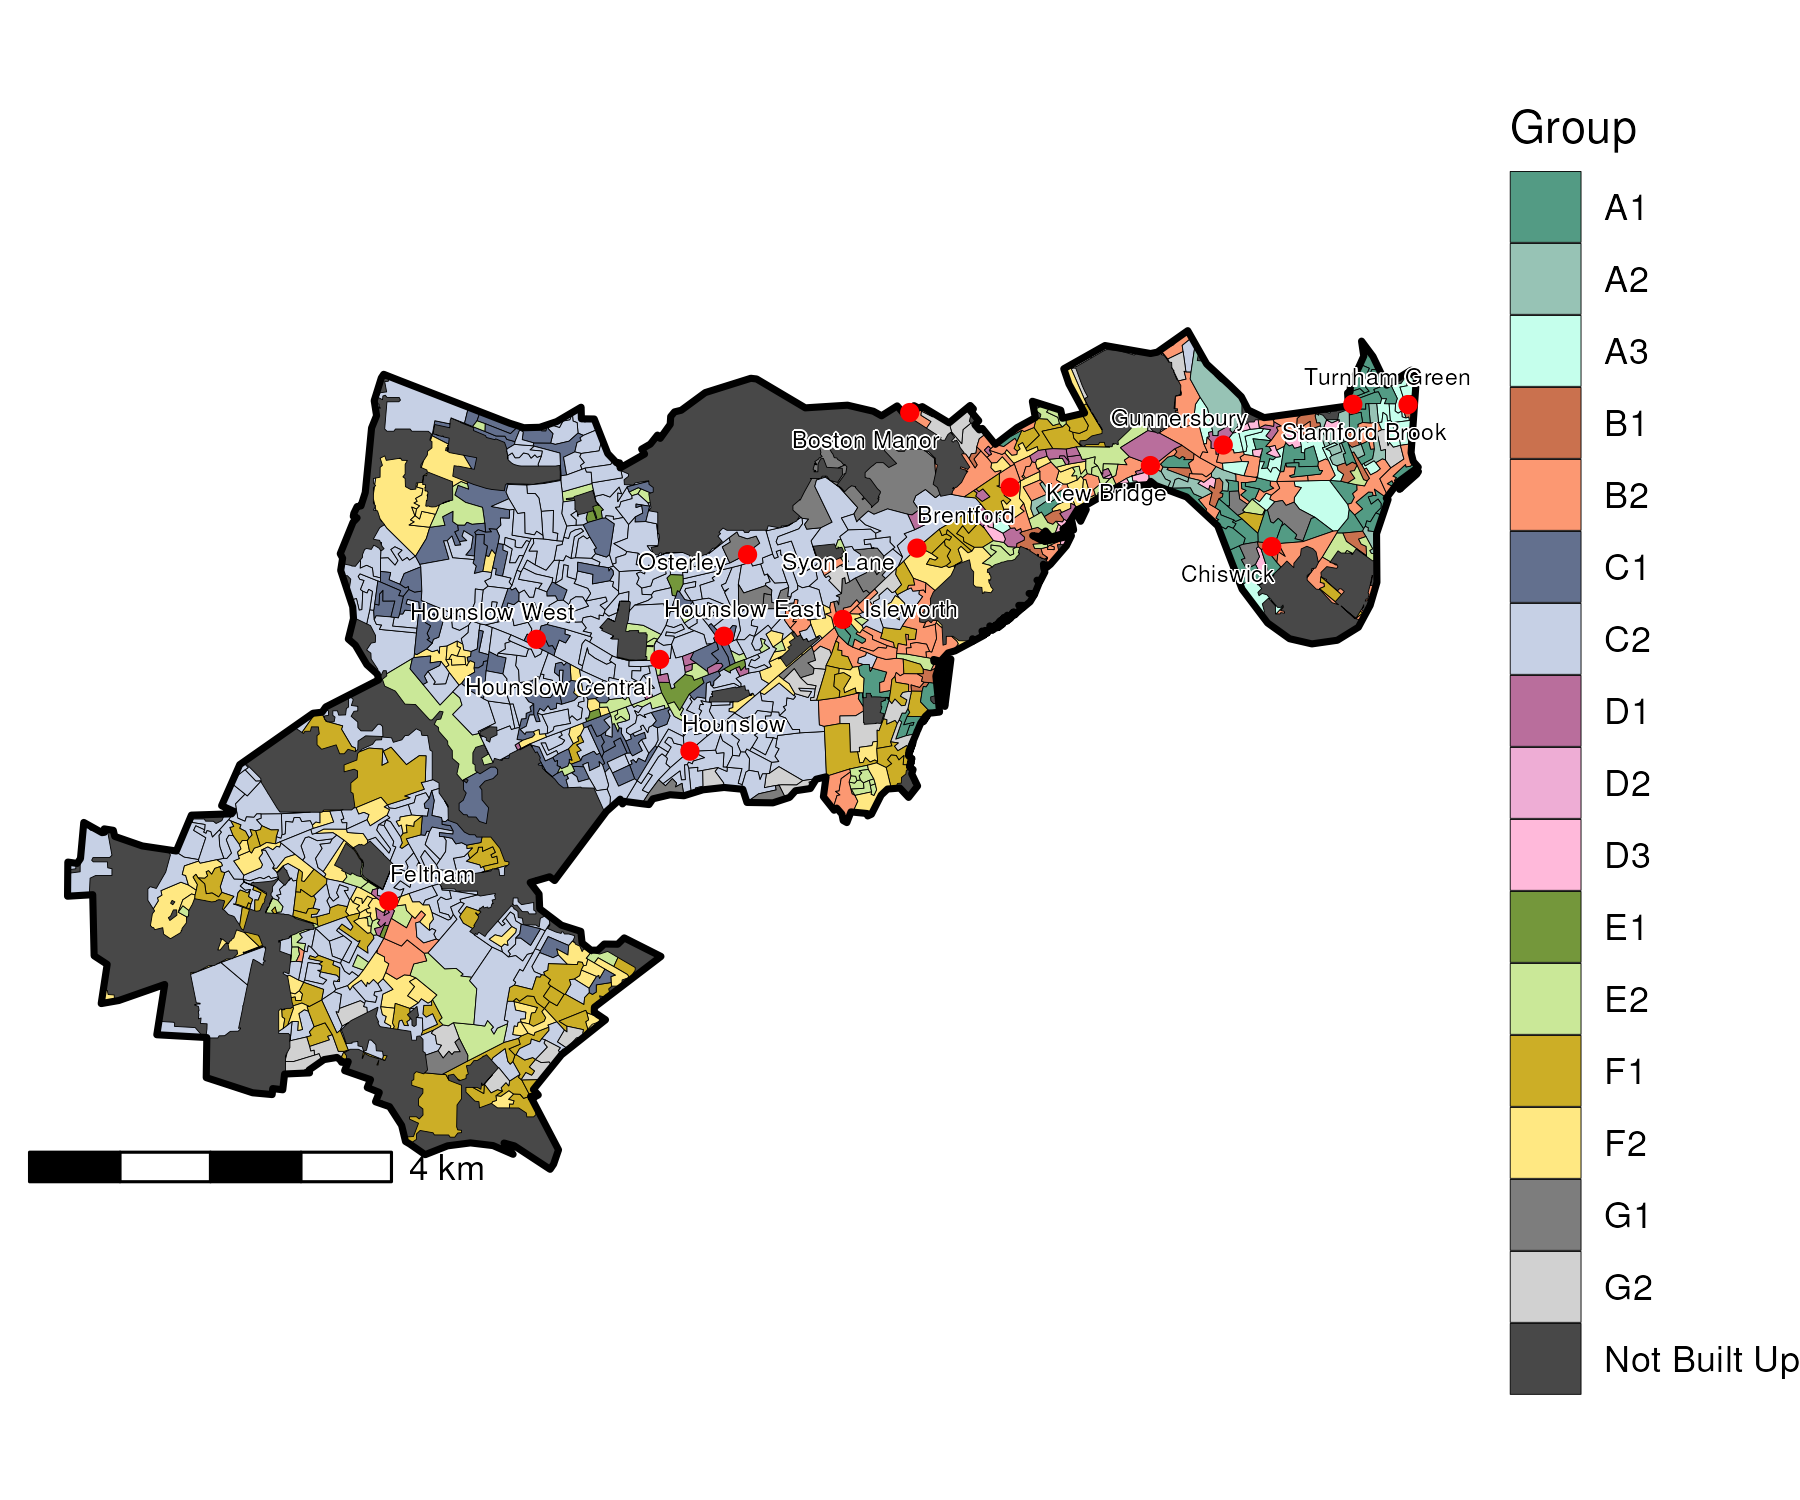 Group
A1
A2
A3
B1
B2
C1
C2
D1
D2
D3
E1
E2
F1
F2
G1
G2
Not Built Up
Turnham Green
Gunnersbury
Stamford Brook
Boston Manor
Kew Bridge
Brentford
Osterley
Syon Lane
Chiswick
Hounslow West
Hounslow East
Isleworth
Hounslow Central
Hounslow
Feltham
4 km